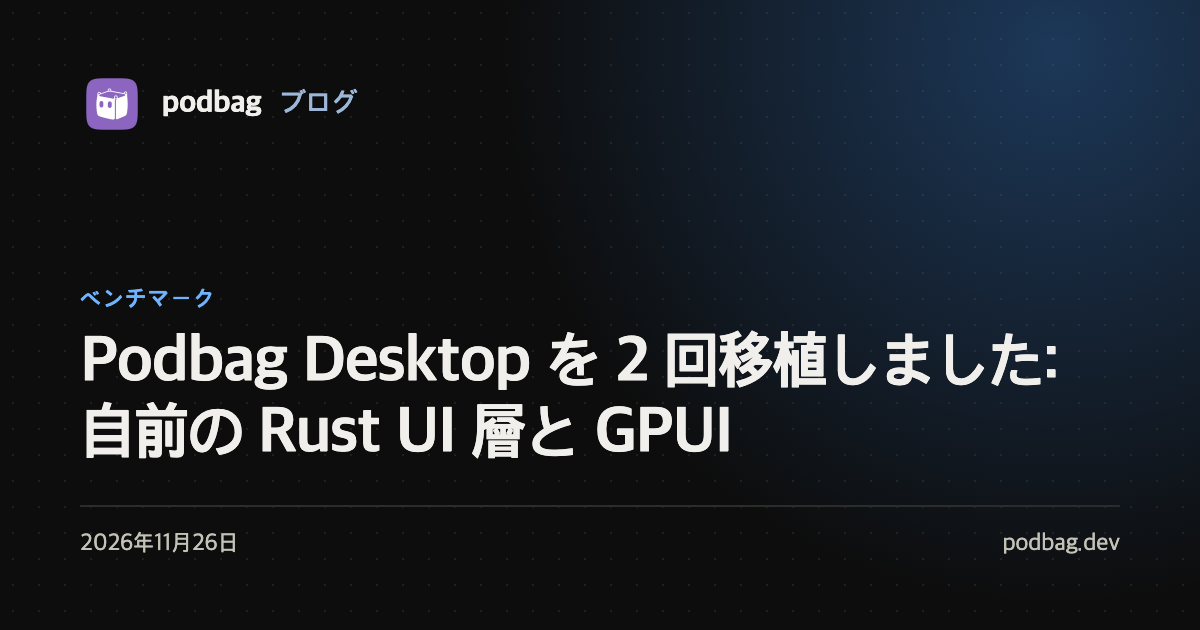 podbag ブログ
ベンチマーク
Podbag Desktop を 2 回移植しました:
自前の Rust UI 層と GPUI
2026年11月26日
podbag.dev